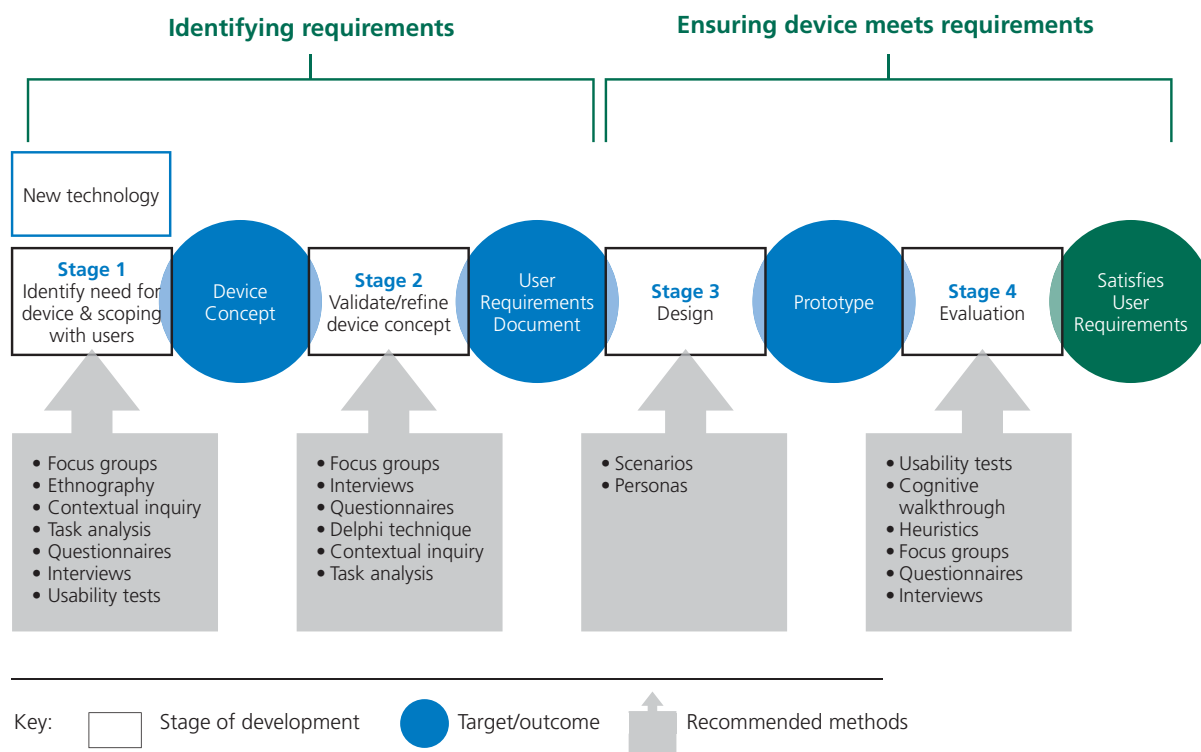 Identifying requirements
Ensuring device meets requirements
New technology
Stage 1
Identify need for
device & scoping
with users
Device
Concept
Stage 2
Validate/refine
device concept
User
Requirements
Document
Stage 3
Design
Prototype
Stage 4
Evaluation
Satisfies
User
Requirements
• Focus groups
• Ethnography
• Contextual inquiry
• Task analysis
• Questionnaires
• Interviews
• Usability tests
• Focus groups
• Interviews
• Questionnaires
• Delphi technique
• Contextual inquiry
• Task analysis
• Scenarios
• Personas
• Usability tests
• Cognitive
walkthrough
• Heuristics
• Focus groups
• Questionnaires
• Interviews
Key:
Stage of development
Target/outcome
Recommended methods